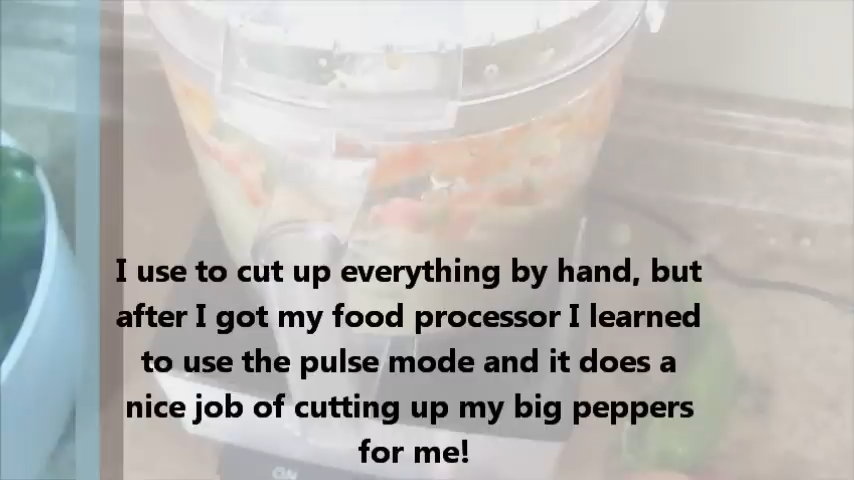 I use to cut up everything by hand, but
after I got my food processor I learned
to use the pulse mode and it does a
nice job of cutting up my big peppers
for me!
ON